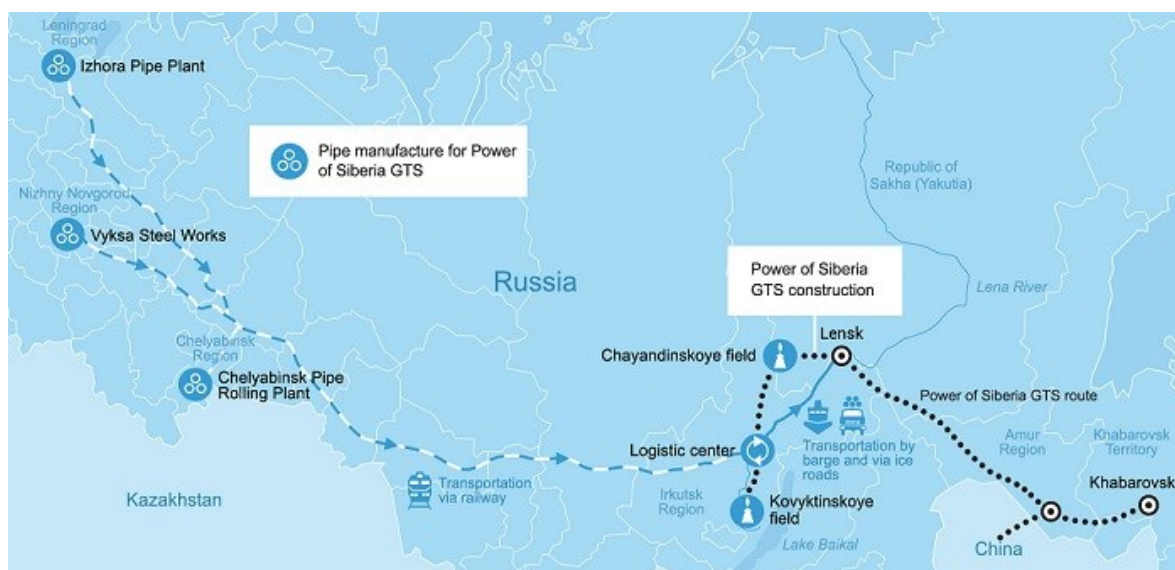 Leningrad
Region
Izhora Pipe Plant
Pipe manufacture for Power
of Siberia GTS
Nizhny Novgorod
Region
Vyksa Steel Works
Republic of
Sakha (Yakutia)
Russia
Power of Siberia
GTS construction
Lena River
Lensk
Chelyabinsk
Region
Chayandinskoye field
Chelyabinsk Pipe
Rolling Plant
Power of Siberia GTS route
Logistic center
Transportation by
barge and via ice
roads
Amur
Region
Khabarovsk
Territory
Transportation
via railway
Kazakhstan
Irkutsk
Region
Kovyktinskoye
field
Khabarovsk
Lake Baikal
China